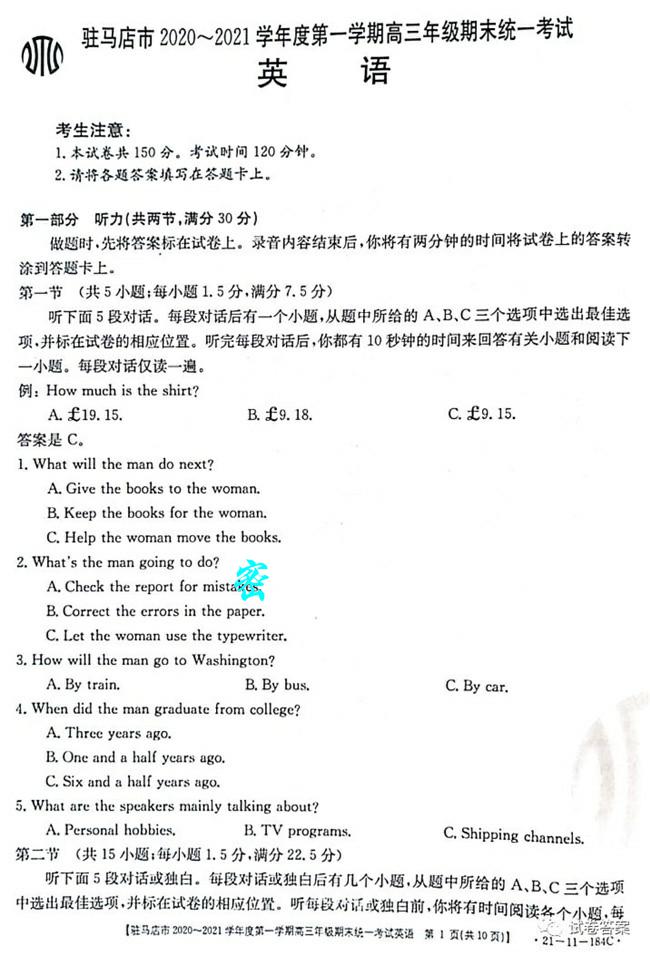 驻马店市 2020～2021 学年度第一学期高三年级期末统一考试
英 语
考生注意:
1. 本试卷共 150 分。考试时间 120 分钟。
2. 请将各题答案填写在答题卡上。
第一部分 听力(共两节,满分 30 分)
做题时,先将答案标在试卷上。录音内容结束后,你将有两分钟的时间将试卷上的答案转
涂到答题卡上。
第一节 (共 5 小题;每小题 1. 5 分,满分 7. 5 分)
听下面 5 段对话。每段对话后有一个小题,从题中所给的 A、B、C 三个选项中选出最佳选
项,并标在试卷的相应位置。听完每段对话后,你都有 10 秒钟的时间来回答有关小题和阅读下
一小题。每段对话仅读一遍。
例: How much is the shirt?
A. £19. 15. B. £9. 18. C. £9. 15.
答案是 C。
1. What will the man do next?
A. Give the books to the woman.
B. Keep the books for the woman.
C. Help the woman move the books.
2. What's the man going to do?
A. Check the report for mistakes.
密
B. Correct the errors in the paper.
C. Let the woman use the typewriter.
3. How will the man go to Washington?
A. By train. B. By bus. C. By car.
4. When did the man graduate from college?
A. Three years ago.
B. One and a half years ago.
C. Six and a half years ago.
5. What are the speakers mainly talking about?
A. Personal hobbies. B. TV programs. C. Shipping channels.
第二节 (共 15 小题;每小题 1. 5 分,满分 22. 5 分)
听下面 5 段对话或独白。每段对话或独白后有几个小题,从题中所给的 A、B、C 三个选项
中选出最佳选项,并标在试卷的相应位置。听每段对话或独白前,你将有时间阅读各个小题,每
【驻马店市 2020～2021 学年度第一学期高三年级期末统一考试英语 第 1 页(共 10 页)】 ·21-11-184C·
试卷答案